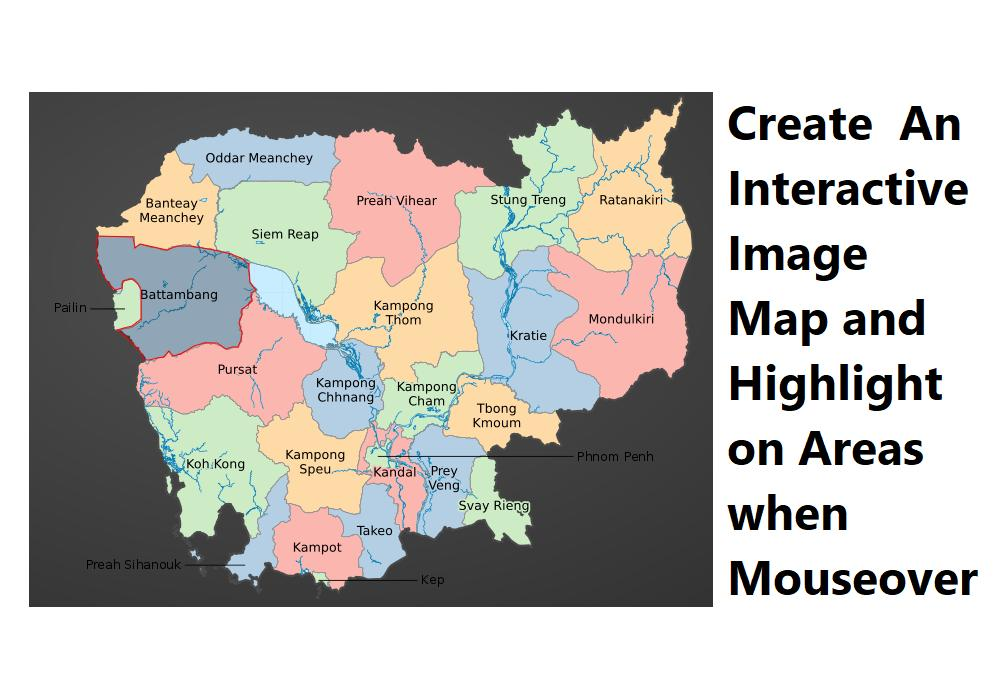 Create An
Interactive
Image
Map and
Highlight
on Areas
when
Mouseover
Oddar Meanchey
Banteay
Meanchey
Siem Reap
Preah Vihear
Stung Treng
Ratanakiri
Battambang
Pailin
Kampong
Thom
Kratie
Mondulkiri
Pursat
Kampong
Chhnang
Kampong
Cham
Tbong
Kmoum
Koh Kong
Kampong
Speu
Kandal
Prey
Veng
Phnom Penh
Svay Rieng
Takeo
Kampot
Preah Sihanouk
Kep